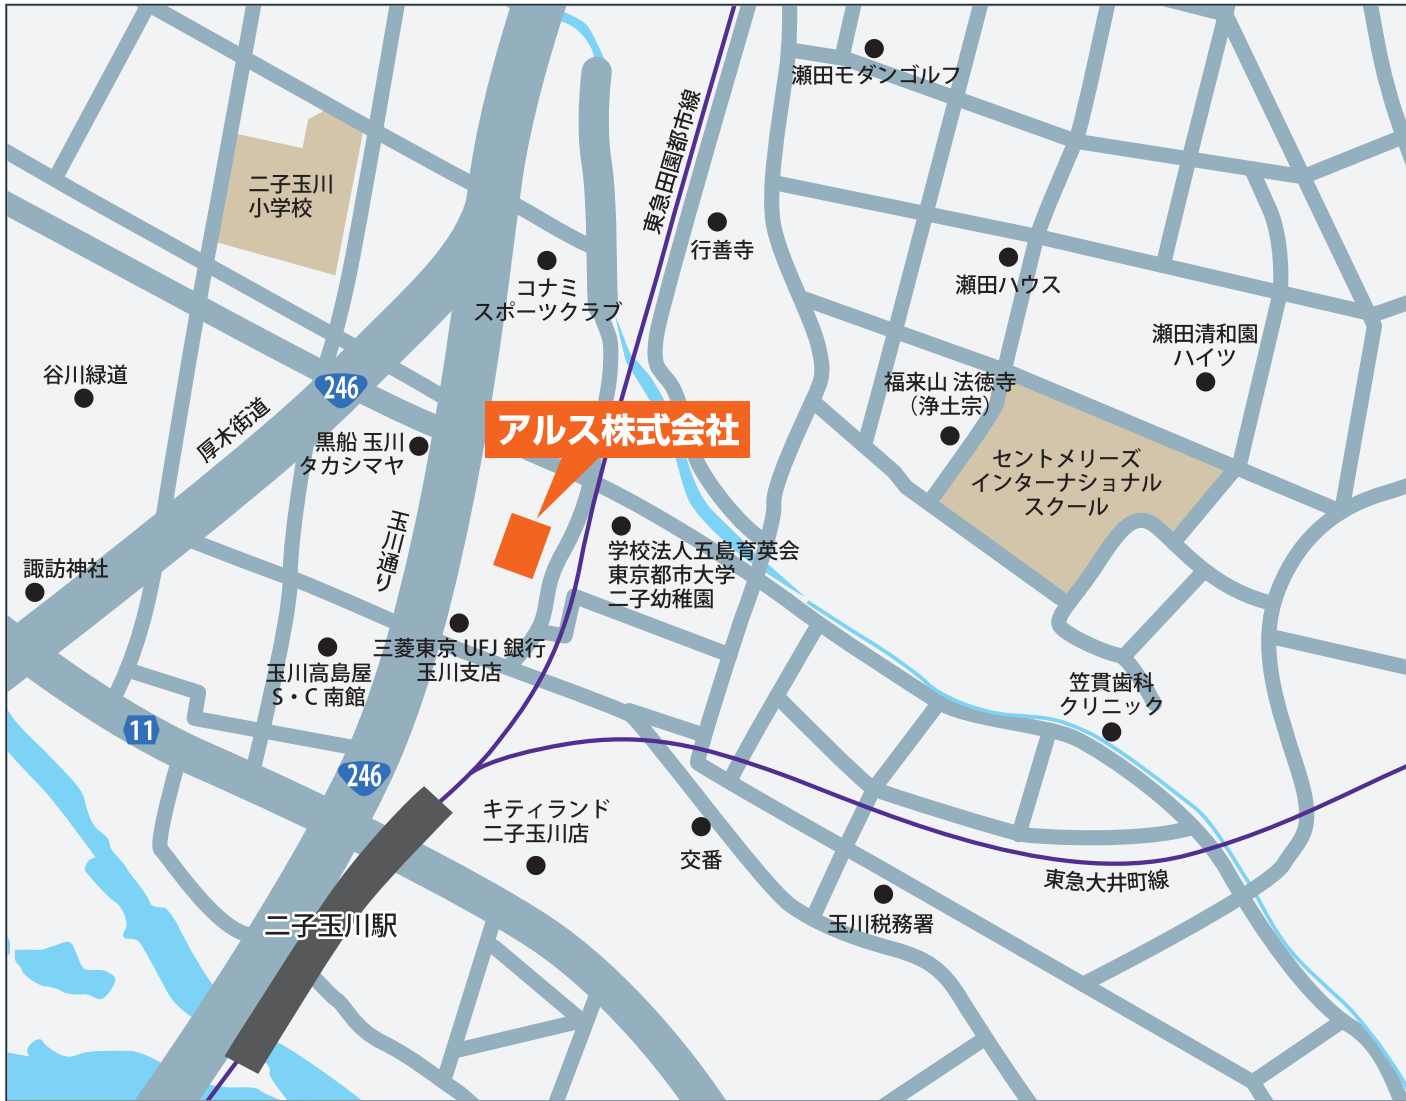 瀬田モダンゴルフ
東急田園都市線
二子玉川
小学校
行善寺
コナミ
スポーツクラブ
瀬田ハウス
瀬田清和園
ハイツ
谷川緑道
246
福来山 法徳寺
（浄土宗）
厚木街道
アルス株式会社
黒船 玉川
タカシマヤ
セントメリーズ
インターナショナル
スクール
玉川通り
学校法人五島育英会
東京都市大学
二子幼稚園
諏訪神社
三菱東京 UFJ 銀行
玉川支店
玉川高島屋
S・C 南館
笠貫歯科
クリニック
11
246
キティランド
二子玉川店
交番
東急大井町線
玉川税務署
二子玉川駅